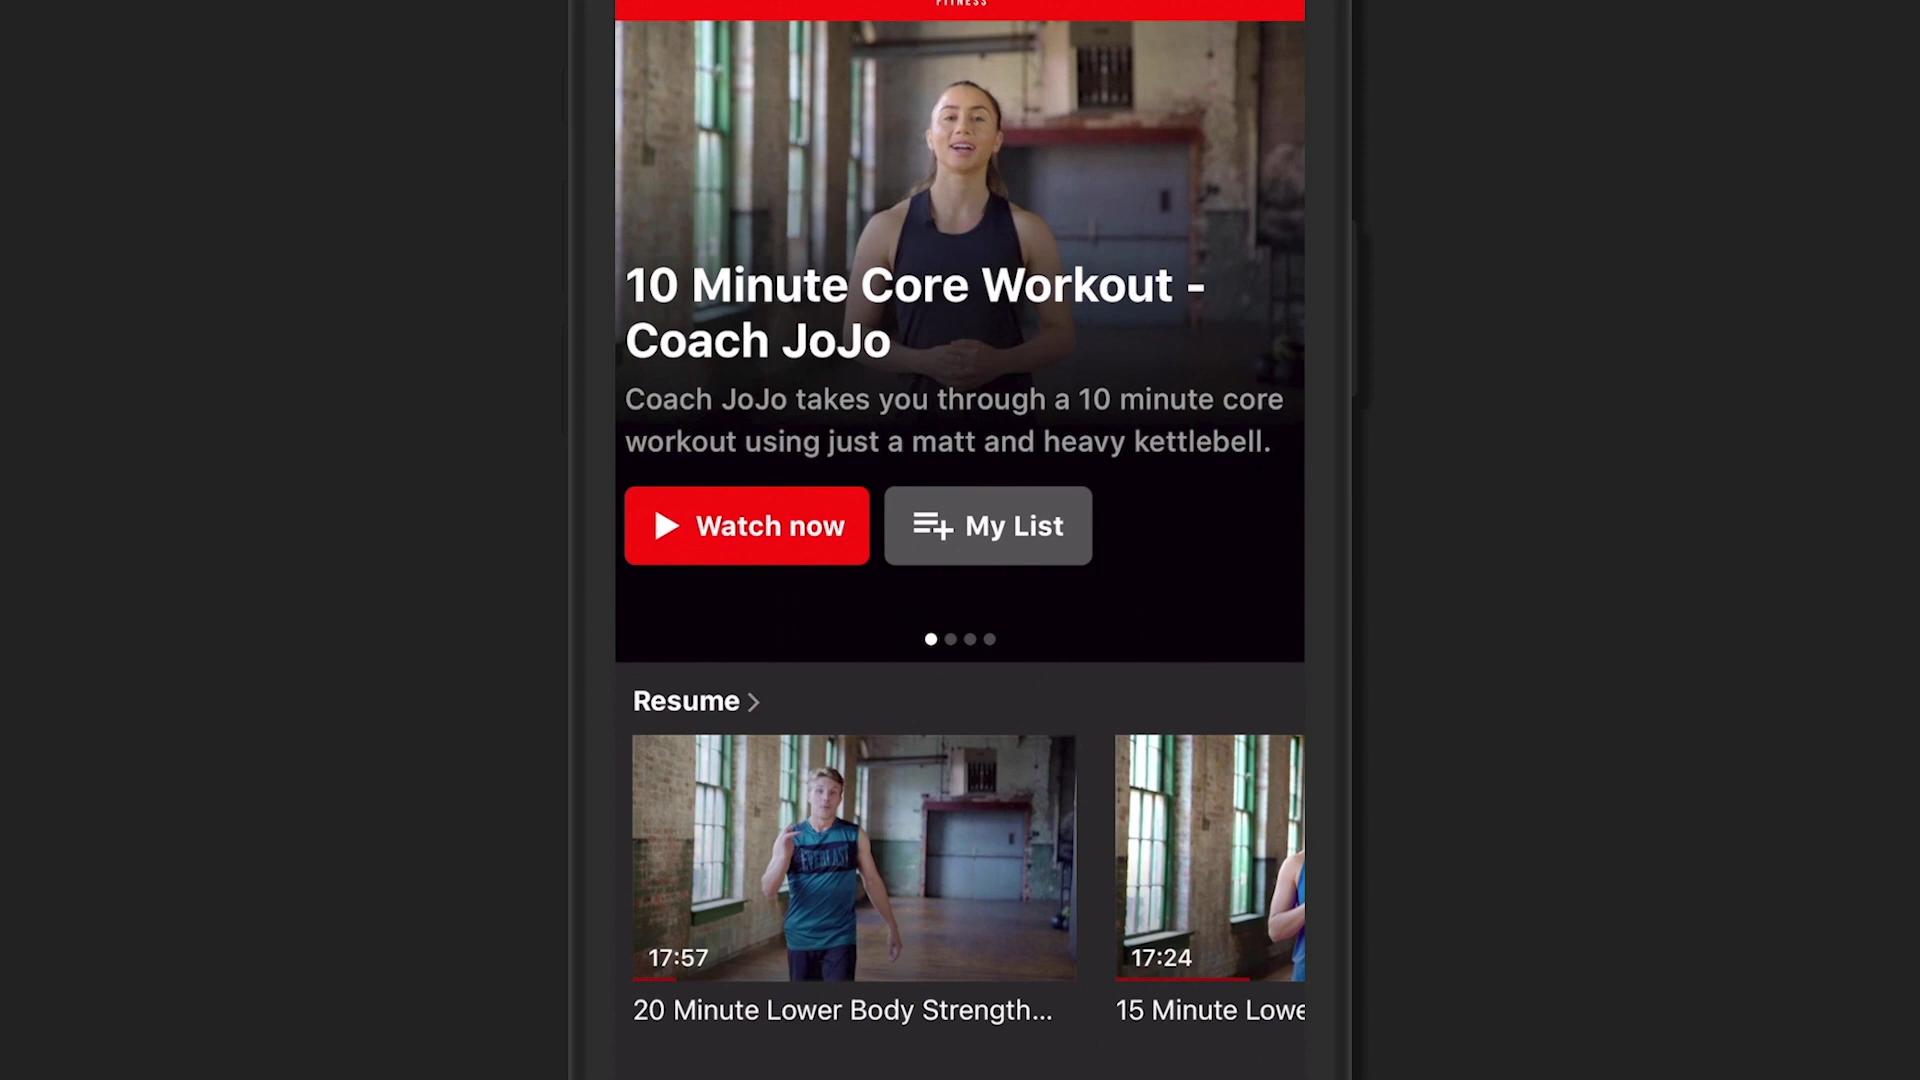 FITNESS
10 Minute Core Workout -
Coach JoJo
Coach JoJo takes you through a 10 minute core
workout using just a matt and heavy kettlebell.
Watch now
My List
Resume
EVERLAST
17:57
17:24
20 Minute Lower Body Strength...
15 Minute Lowe